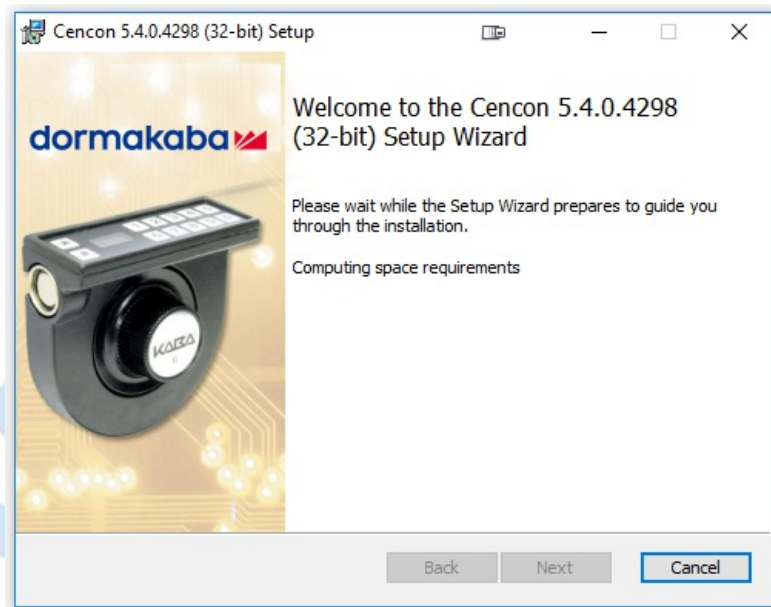 Cencon 5.4.0.4298 (32-bit) Setup
dormakaba
Welcome to the Cencon 5.4.0.4298
(32-bit) Setup Wizard
Please wait while the Setup Wizard prepares to guide you
through the installation.
Computing space requirements
KABA
Back
Next
Cancel